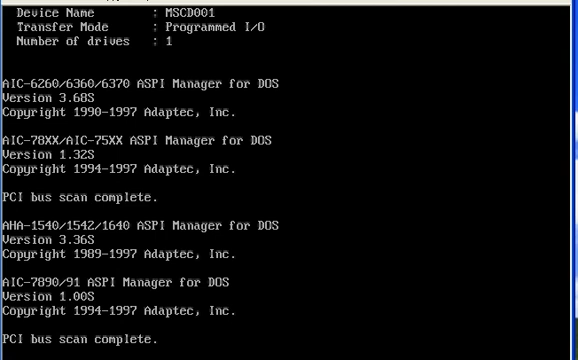 Device Name : MSCD001
Transfer Mode : Programmed I/O
Number of drives : 1
AIC-6260/6360/6370 ASPI Manager for DOS
Version 3.68S
Copyright 1990-1997 Adaptec, Inc.
AIC-78XX/AIC-75XX ASPI Manager for DOS
Version 1.32S
Copyright 1994-1997 Adaptec, Inc.
PCI bus scan complete.
AHA-1540/1542/1640 ASPI Manager for DOS
Version 3.36S
Copyright 1989-1997 Adaptec, Inc.
AIC-7890/91 ASPI Manager for DOS
Version 1.00S
Copyright 1994-1997 Adaptec, Inc.
PCI bus scan complete.